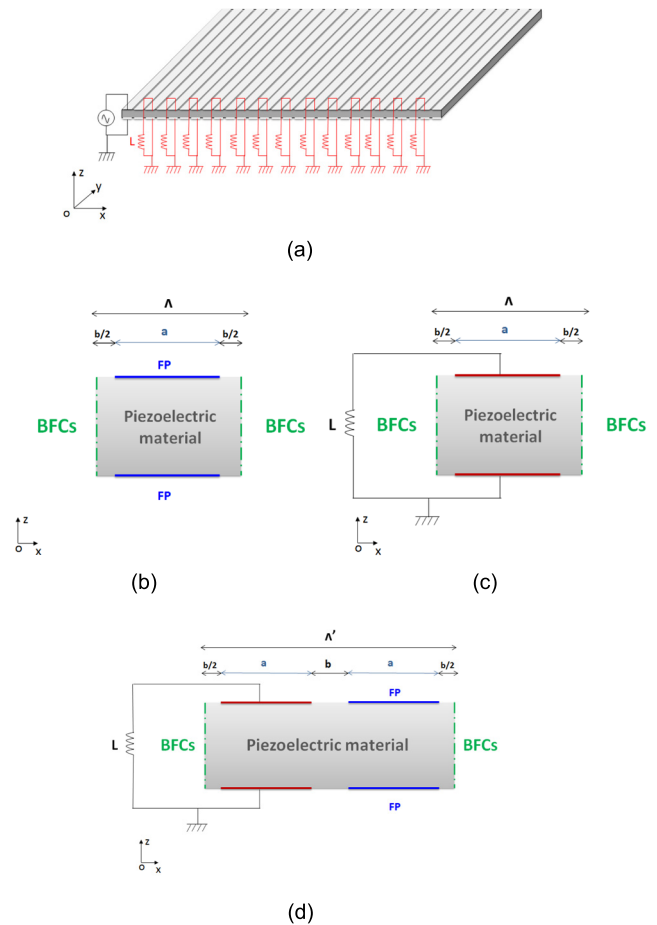 L
z
y
O
x
(a)
Λ
b/2 a b/2
FP
BFCs Piezoelectric material BFCs
FP
z
O
x
(b)
Λ
b/2 a b/2
L BFCs Piezoelectric material BFCs
z
O
x
(c)
Λ'
b/2 a b a b/2
FP
L BFCs Piezoelectric material BFCs
FP
z
O
x
(d)